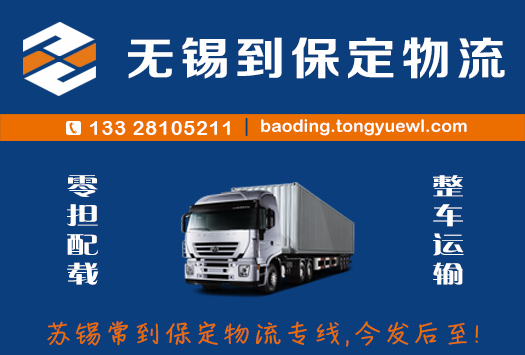 无锡到保定物流
133 28105211 | baoding.tongyuewl.com
零担配载
整车运输
苏锡常到保定物流专线,今发后至!